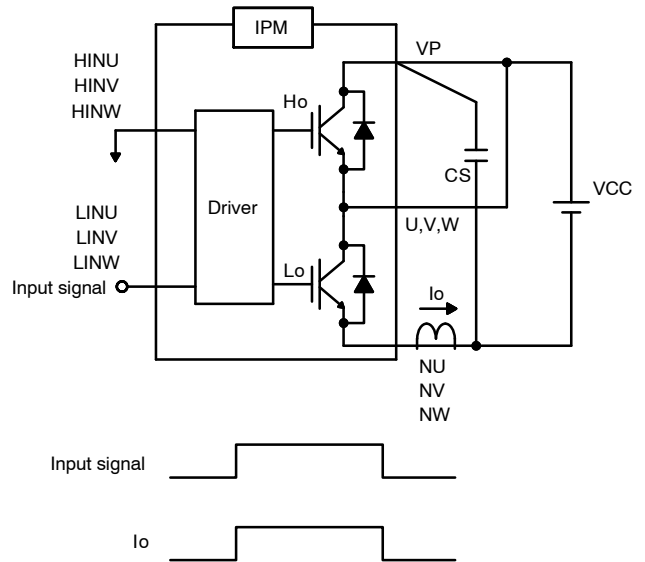 IPM
VP
HINU
HINV
HINW
Ho
CS
VCC
Driver
U,V,W
LINU
LINV
LINW
Input signal
Lo
Io
NU
NV
NW
Input signal
Io